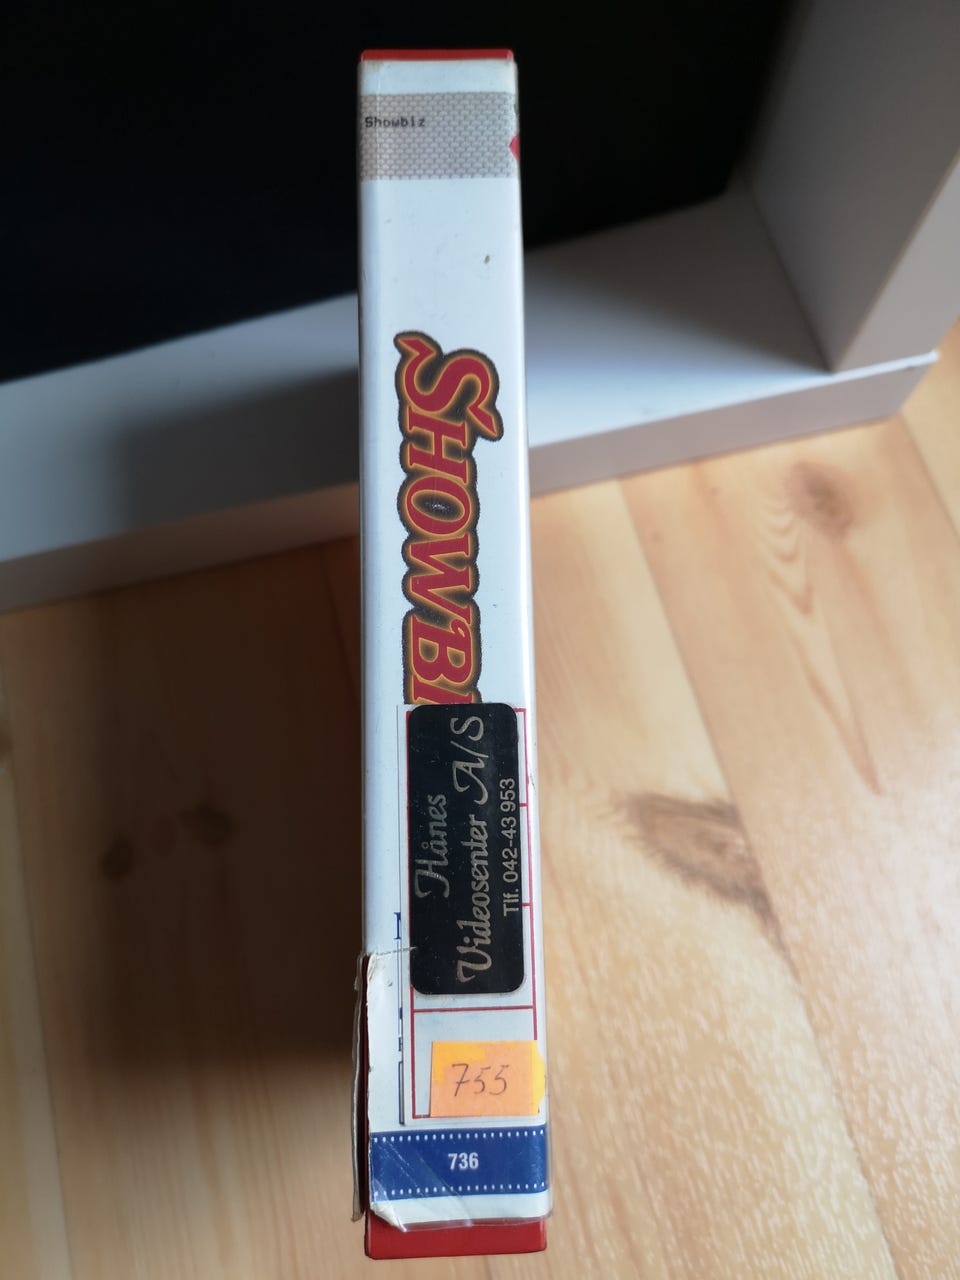 Showbiz
SHOWBI
Hånes
Videosenter A/S
Tlf. 042-43 953
755
736